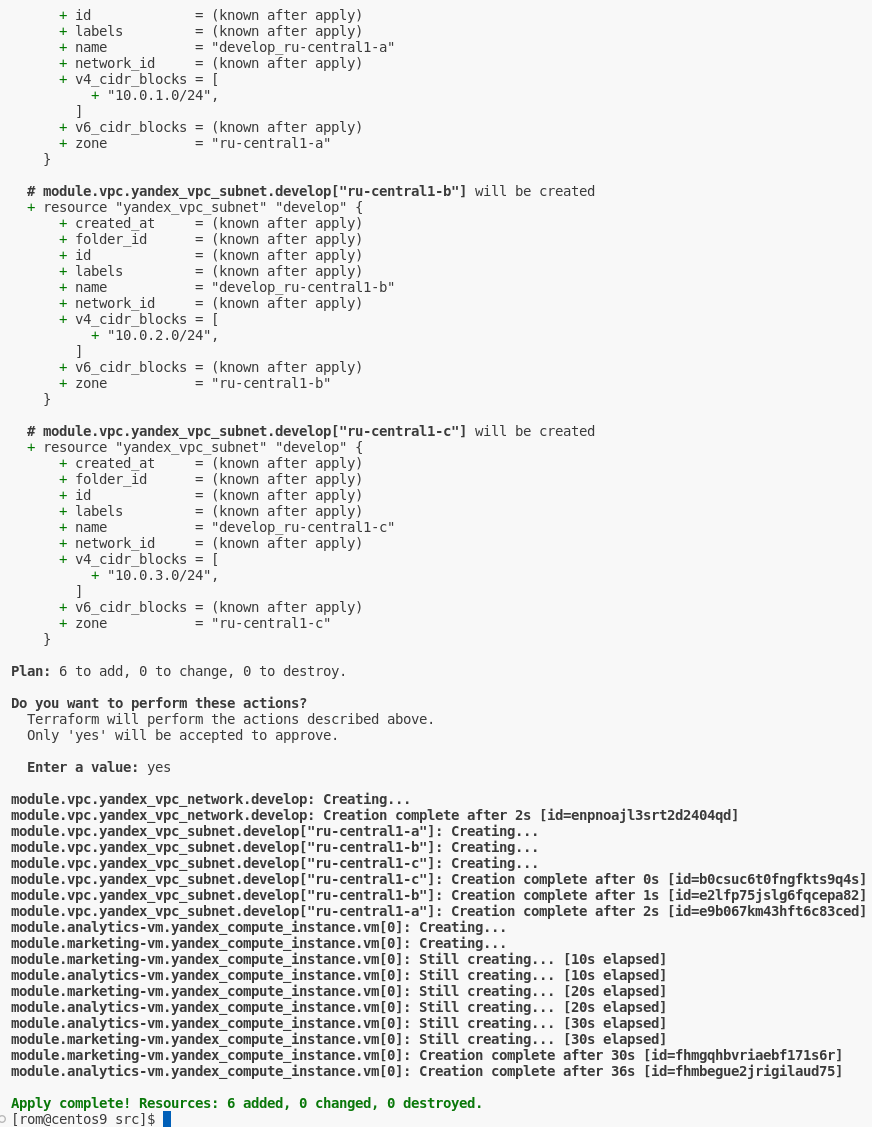 + id             = (known after apply)
      + labels         = (known after apply)
      + name           = "develop_ru-central1-a"
      + network_id     = (known after apply)
      + v4_cidr_blocks = [
          + "10.0.1.0/24",
        ]
      + v6_cidr_blocks = (known after apply)
      + zone           = "ru-central1-a"
    }

  # module.vpc.yandex_vpc_subnet.develop["ru-central1-b"] will be created
  + resource "yandex_vpc_subnet" "develop" {
      + created_at     = (known after apply)
      + folder_id      = (known after apply)
      + id             = (known after apply)
      + labels         = (known after apply)
      + name           = "develop_ru-central1-b"
      + network_id     = (known after apply)
      + v4_cidr_blocks = [
          + "10.0.2.0/24",
        ]
      + v6_cidr_blocks = (known after apply)
      + zone           = "ru-central1-b"
    }

  # module.vpc.yandex_vpc_subnet.develop["ru-central1-c"] will be created
  + resource "yandex_vpc_subnet" "develop" {
      + created_at     = (known after apply)
      + folder_id      = (known after apply)
      + id             = (known after apply)
      + labels         = (known after apply)
      + name           = "develop_ru-central1-c"
      + network_id     = (known after apply)
      + v4_cidr_blocks = [
          + "10.0.3.0/24",
        ]
      + v6_cidr_blocks = (known after apply)
      + zone           = "ru-central1-c"
    }

Plan: 6 to add, 0 to change, 0 to destroy.

Do you want to perform these actions?
  Terraform will perform the actions described above.
  Only 'yes' will be accepted to approve.

  Enter a value: yes

module.vpc.yandex_vpc_network.develop: Creating...
module.vpc.yandex_vpc_network.develop: Creation complete after 2s [id=enpnoajl3srt2d2404qd]
module.vpc.yandex_vpc_subnet.develop["ru-central1-a"]: Creating...
module.vpc.yandex_vpc_subnet.develop["ru-central1-b"]: Creating...
module.vpc.yandex_vpc_subnet.develop["ru-central1-c"]: Creating...
module.vpc.yandex_vpc_subnet.develop["ru-central1-c"]: Creation complete after 0s [id=b0csuc6t0fngfkts9q4s]
module.vpc.yandex_vpc_subnet.develop["ru-central1-b"]: Creation complete after 1s [id=e2lfp75jslg6fqcepa82]
module.vpc.yandex_vpc_subnet.develop["ru-central1-a"]: Creation complete after 2s [id=e9b067km43hft6c83ced]
module.analytics-vm.yandex_compute_instance.vm[0]: Creating...
module.marketing-vm.yandex_compute_instance.vm[0]: Creating...
module.marketing-vm.yandex_compute_instance.vm[0]: Still creating... [10s elapsed]
module.analytics-vm.yandex_compute_instance.vm[0]: Still creating... [10s elapsed]
module.marketing-vm.yandex_compute_instance.vm[0]: Still creating... [20s elapsed]
module.analytics-vm.yandex_compute_instance.vm[0]: Still creating... [20s elapsed]
module.analytics-vm.yandex_compute_instance.vm[0]: Still creating... [30s elapsed]
module.marketing-vm.yandex_compute_instance.vm[0]: Still creating... [30s elapsed]
module.marketing-vm.yandex_compute_instance.vm[0]: Creation complete after 30s [id=fhmgqhbvriaebf171s6r]
module.analytics-vm.yandex_compute_instance.vm[0]: Creation complete after 36s [id=fhmbegue2jrigilaud75]

Apply complete! Resources: 6 added, 0 changed, 0 destroyed.
[rom@centos9 src]$